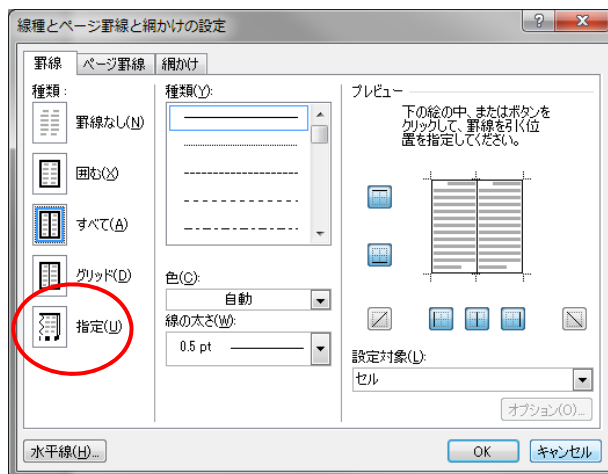 線種とページ罫線と網かけの設定
罫線
ページ罫線
網かけ
種類:
罫線なし(N)
囲む(X)
すべて(A)
グリッド(D)
指定(U)
種類(Y):
色(C):
自動
線の太さ(W):
0.5 pt
プレビュー
下の絵の中、またはボタンを
クリックして、罫線を引く位
置を指定してください。
設定対象(L):
セル
オプション(O)...
水平線(H)...
OK
キャンセル